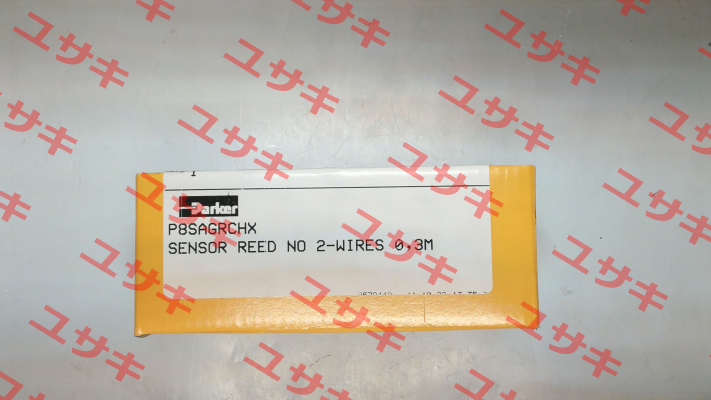 Parker
P8SAGRCHX
SENSOR REED NO 2-WIRES 0,3M
ユサキ